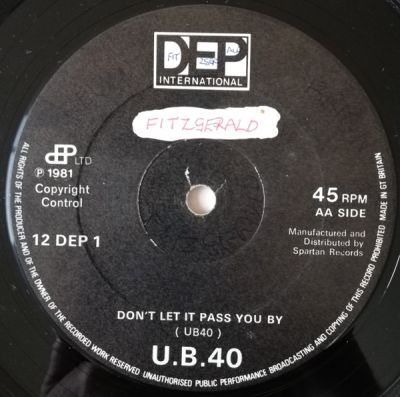 DEP
FIT
ALL
INTERNATIONAL
FITZGERALD
DEP LTD
℗ 1981
Copyright
Control
12 DEP 1
45 RPM
AA SIDE
Manufactured and
Distributed by
Spartan Records
DON'T LET IT PASS YOU BY
( UB40 )
U.B.40
ALL RIGHTS OF THE PRODUCER AND OF THE OWNER OF THE RECORDED WORK RESERVED UNAUTHORISED PUBLIC PERFORMANCE BROADCASTING AND COPYING OF THIS RECORD PROHIBITED MADE IN GT BRITAIN